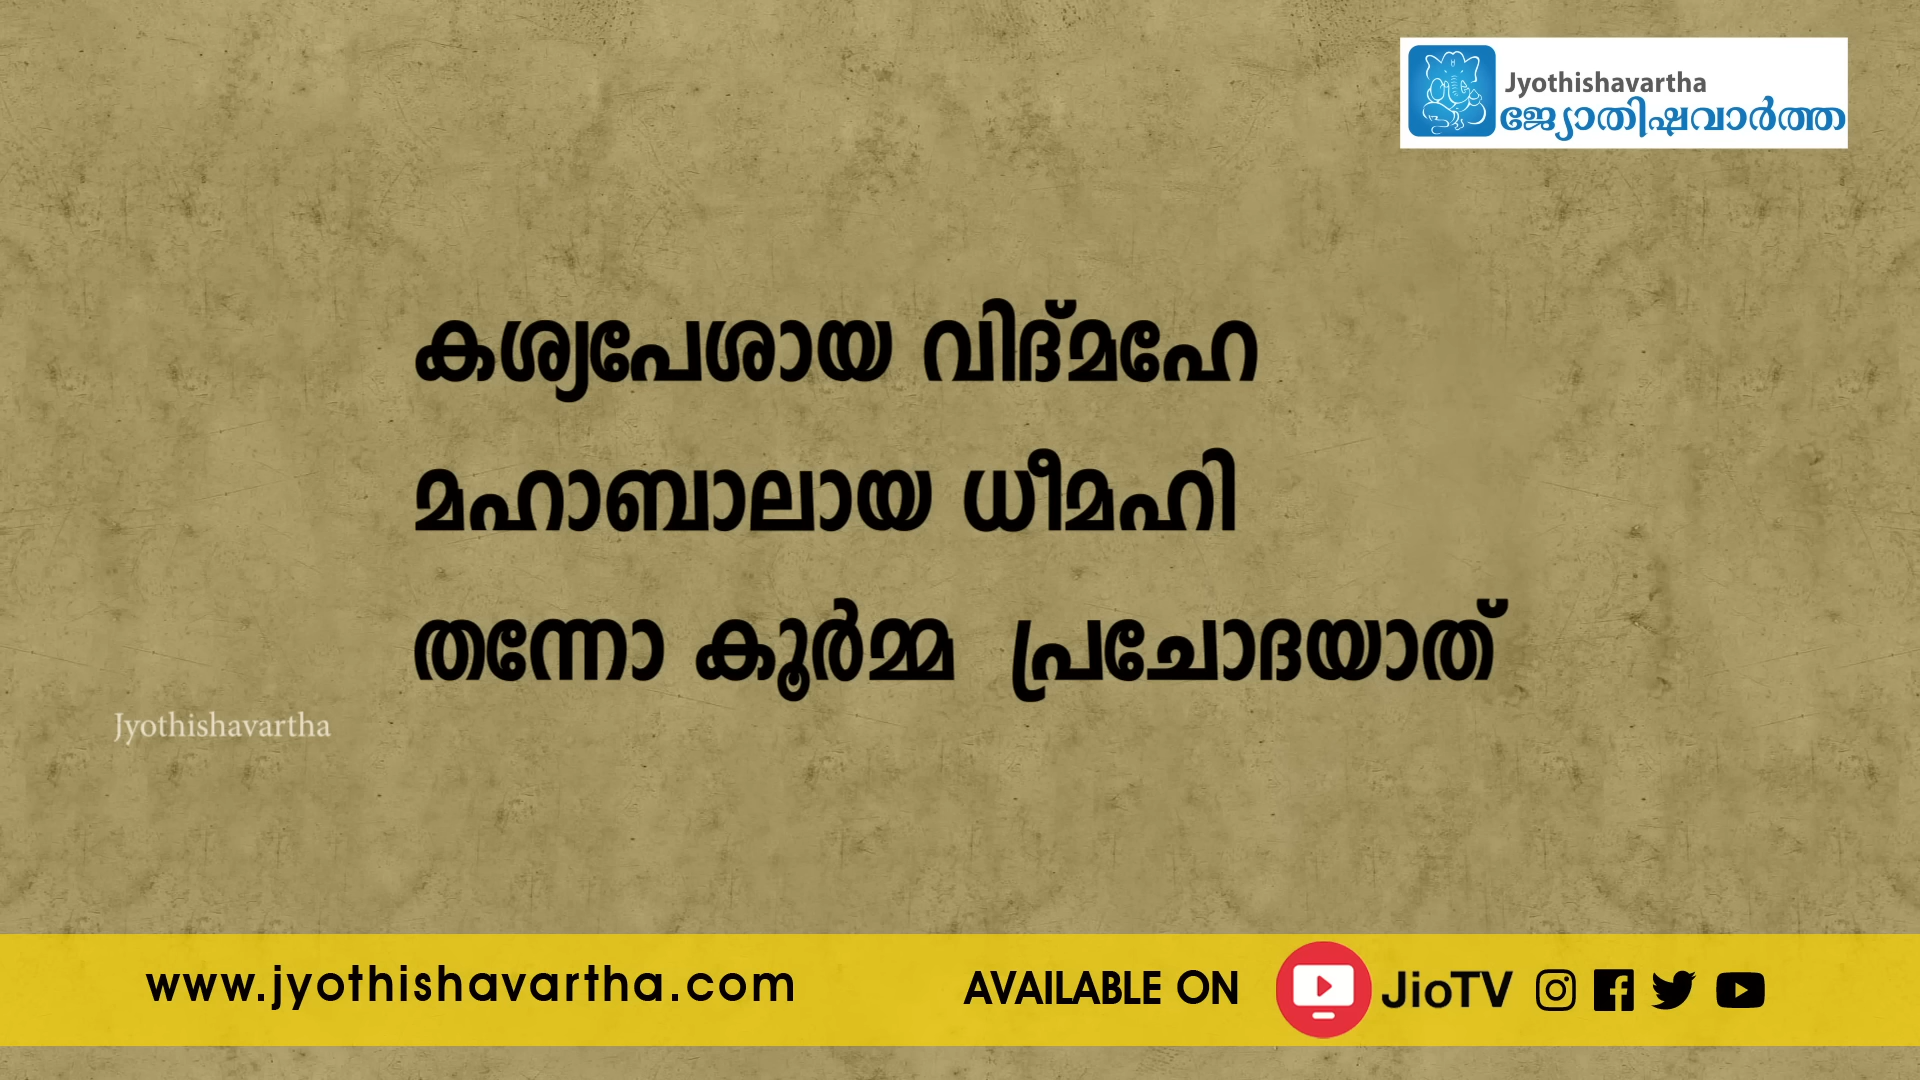 Jyothishavartha
ജ്യോതിഷവാർത്ത
കശ്യപേശായ വിദ്മഹേ
മഹാബാലായ ധീമഹി
തന്നോ കൂർമ്മ പ്രചോദയാത്
Jyothishavartha
www.jyothishavartha.com
AVAILABLE ON JioTV